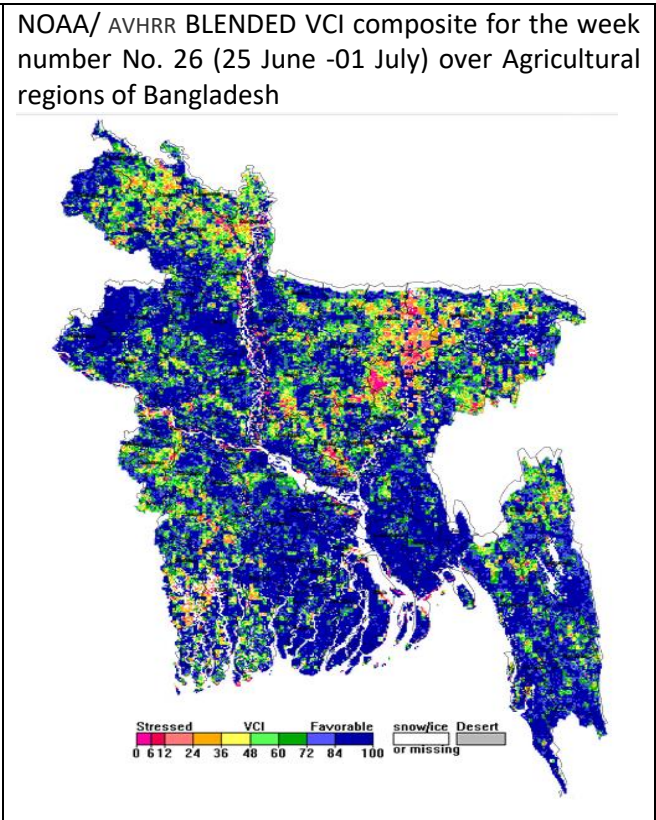 NOAA/ AVHRR BLENDED VCI composite for the week
number No. 26 (25 June -01 July) over Agricultural
regions of Bangladesh
Stressed VCI Favorable snow/ice Desert
0 6 12 24 36 48 60 72 84 100 or missing